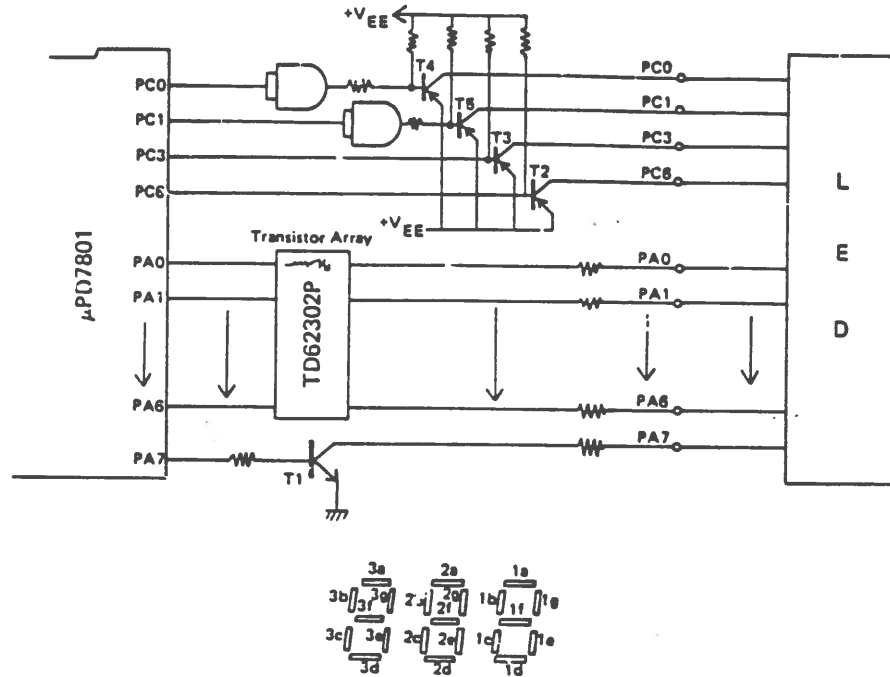 +VEE
T4
PC0
PC0
T5
PC1
PC1
T3
PC3
PC3
T2
PC6
PC6
+VEE
Transistor Array
µPD7801
TD62302P
L
E
D
PA0
PA0
PA1
PA1
PA6
PA6
PA7
PA7
T1
3a
2a
1a
3b
3g
2g
1b
1g
3f
2f
1f
3c
3e
2c
2e
1c
1e
3d
2d
1d